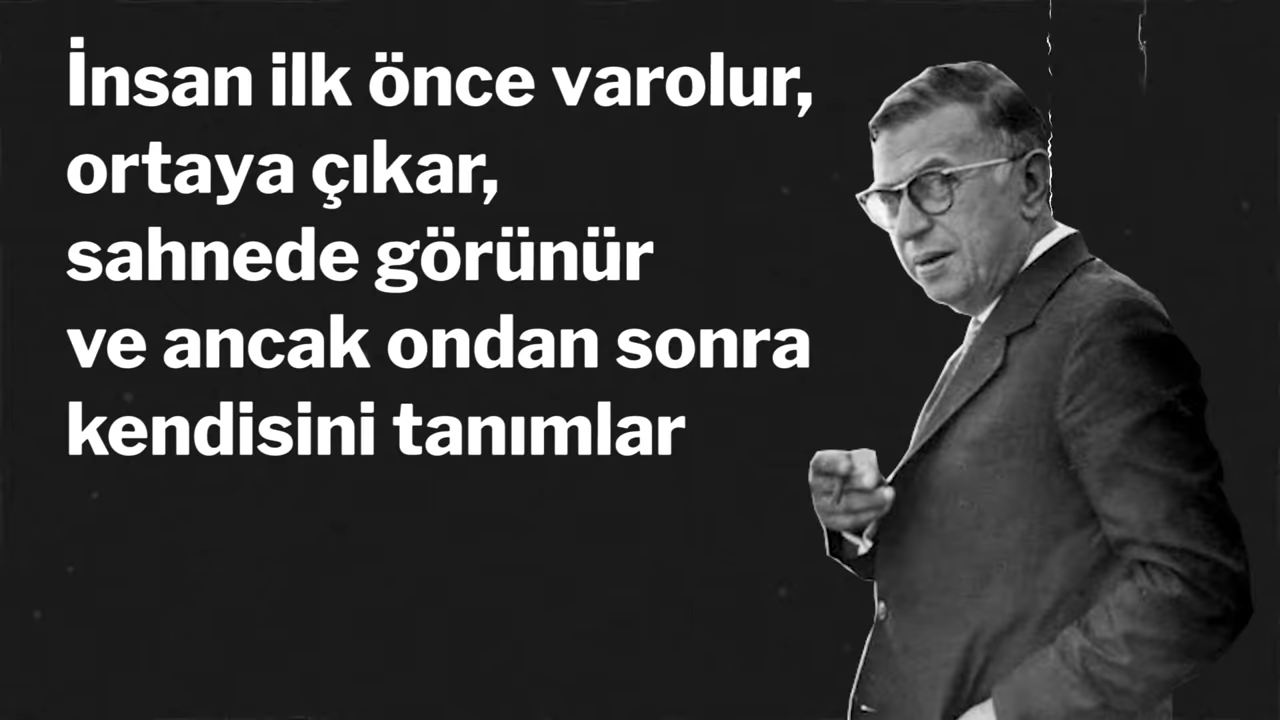 İnsan ilk önce varolur,
ortaya çıkar,
sahnede görünür
ve ancak ondan sonra
kendisini tanımlar